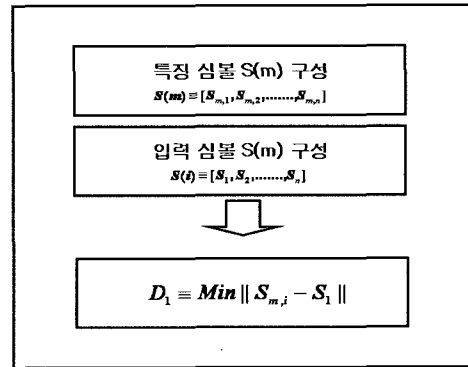 특징 심볼 S(m) 구성
S(m) ≡ [S_{m,1}, S_{m,2}, ......., S_{m,n}]
입력 심볼 S(m) 구성
S(i) ≡ [S_1, S_2, ......., S_n]
D_1 ≡ Min || S_{m,i} − S_1 ||